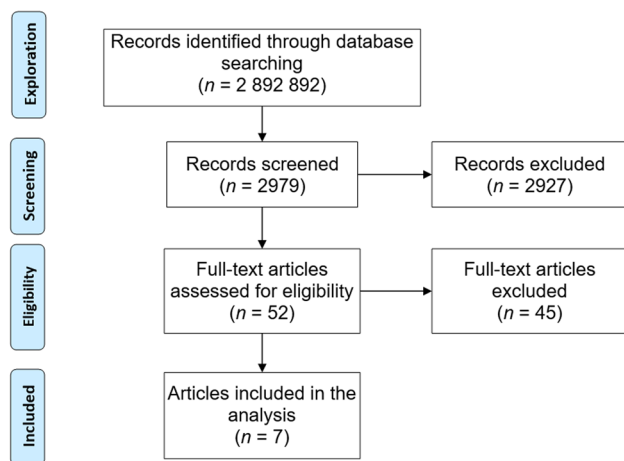 Exploration
Records identified through database
searching
(n = 2 892 892)
Screening
Records screened
(n = 2979)
Records excluded
(n = 2927)
Eligibility
Full-text articles
assessed for eligibility
(n = 52)
Full-text articles
excluded
(n = 45)
Included
Articles included in the
analysis
(n = 7)